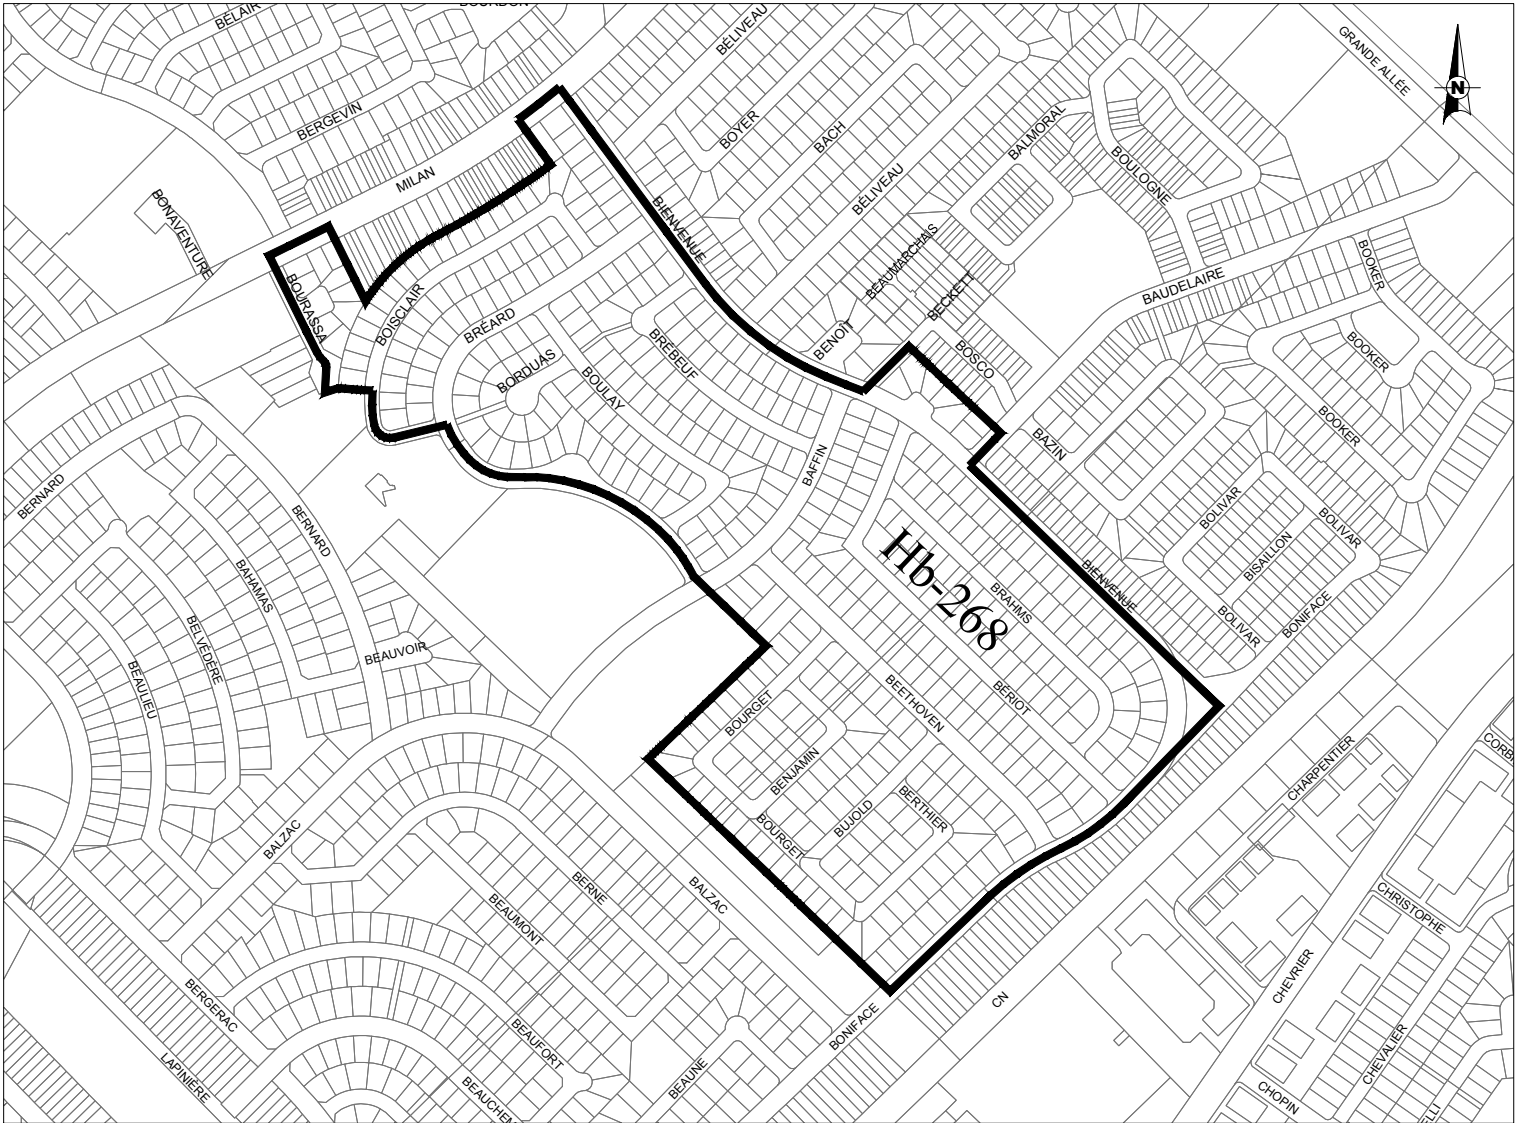 BÉLAIR
BOURBON
BÉLIVEAU
GRANDE ALLÉE
N
BERGEVIN
BOYER
BACH
BALMORAL
MILAN
BOULOGNE
BONAVENTURE
BÉLIVEAU
BIENVENUE
BEAUMARCHAIS
BOOKER
BAUDELAIRE
BOURASSA
BOISCLAIR
BECKETT
BRÉARD
BENOIT
BRÉBEUF
BOOKER
BOSCO
BORDUAS
BOULAY
BOOKER
BAZIN
BAFFIN
BERNARD
BERNARD
BOLIVAR
BOLIVAR
BISAILLON
Hb-268
BAHAMAS
BIENVENUE
BRAHMS
BONIFACE
BOLIVAR
BELVÉDÈRE
BEAUVOIR
BEAULIEU
BÉRIOT
BEETHOVEN
BOURGET
BENJAMIN
CHARPENTIER
BERTHIER
BUJOLD
BOURGET
BALZAC
BERNE
BALZAC
BEAUMONT
CHRISTOPHE
CHEVRIER
CN
BERGERAC
BONIFACE
BEAUFORT
LAPINIÈRE
BEAUNE
CHEVALIER
CHOPIN